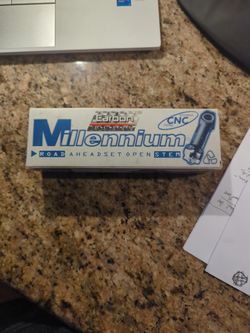 Carbon
CNC
Millennium
ROAD AHEADSET OPEN STEM